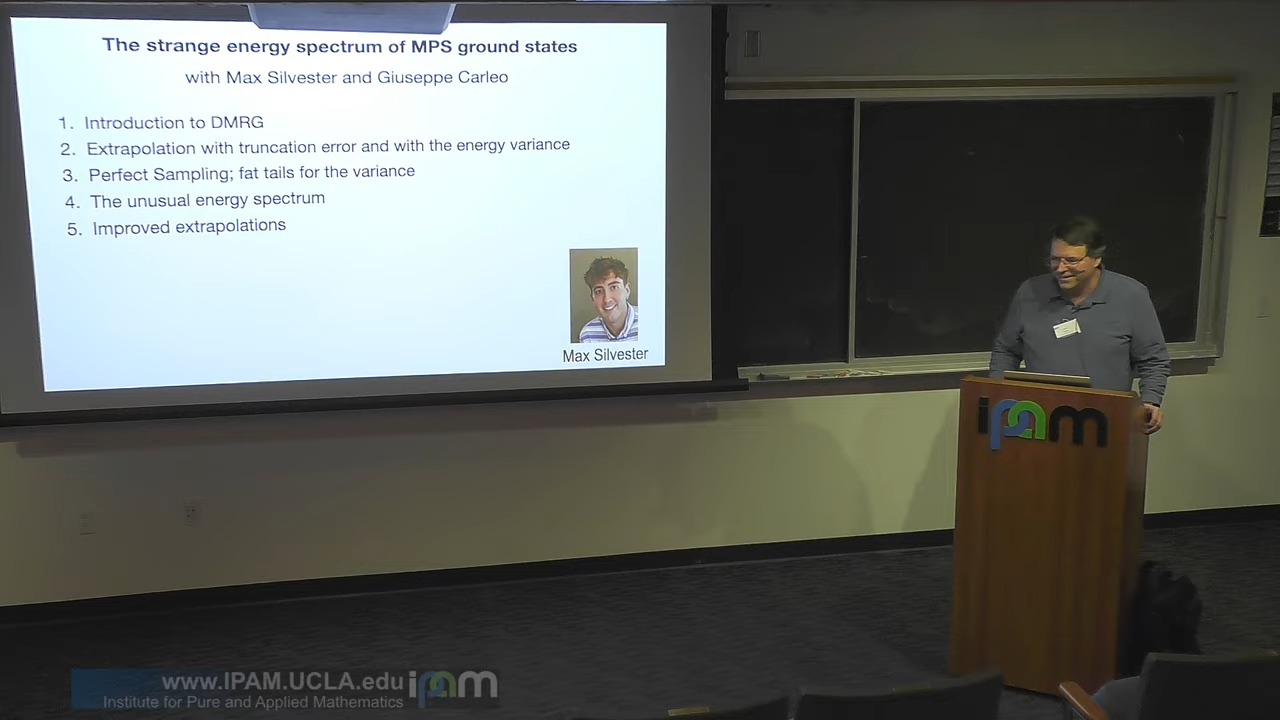 The strange energy spectrum of MPS ground states
with Max Silvester and Giuseppe Carleo
1. Introduction to DMRG
2. Extrapolation with truncation error and with the energy variance
3. Perfect Sampling; fat tails for the variance
4. The unusual energy spectrum
5. Improved extrapolations
Max Silvester
ipam
www.IPAM.UCLA.edu ipam
Institute for Pure and Applied Mathematics